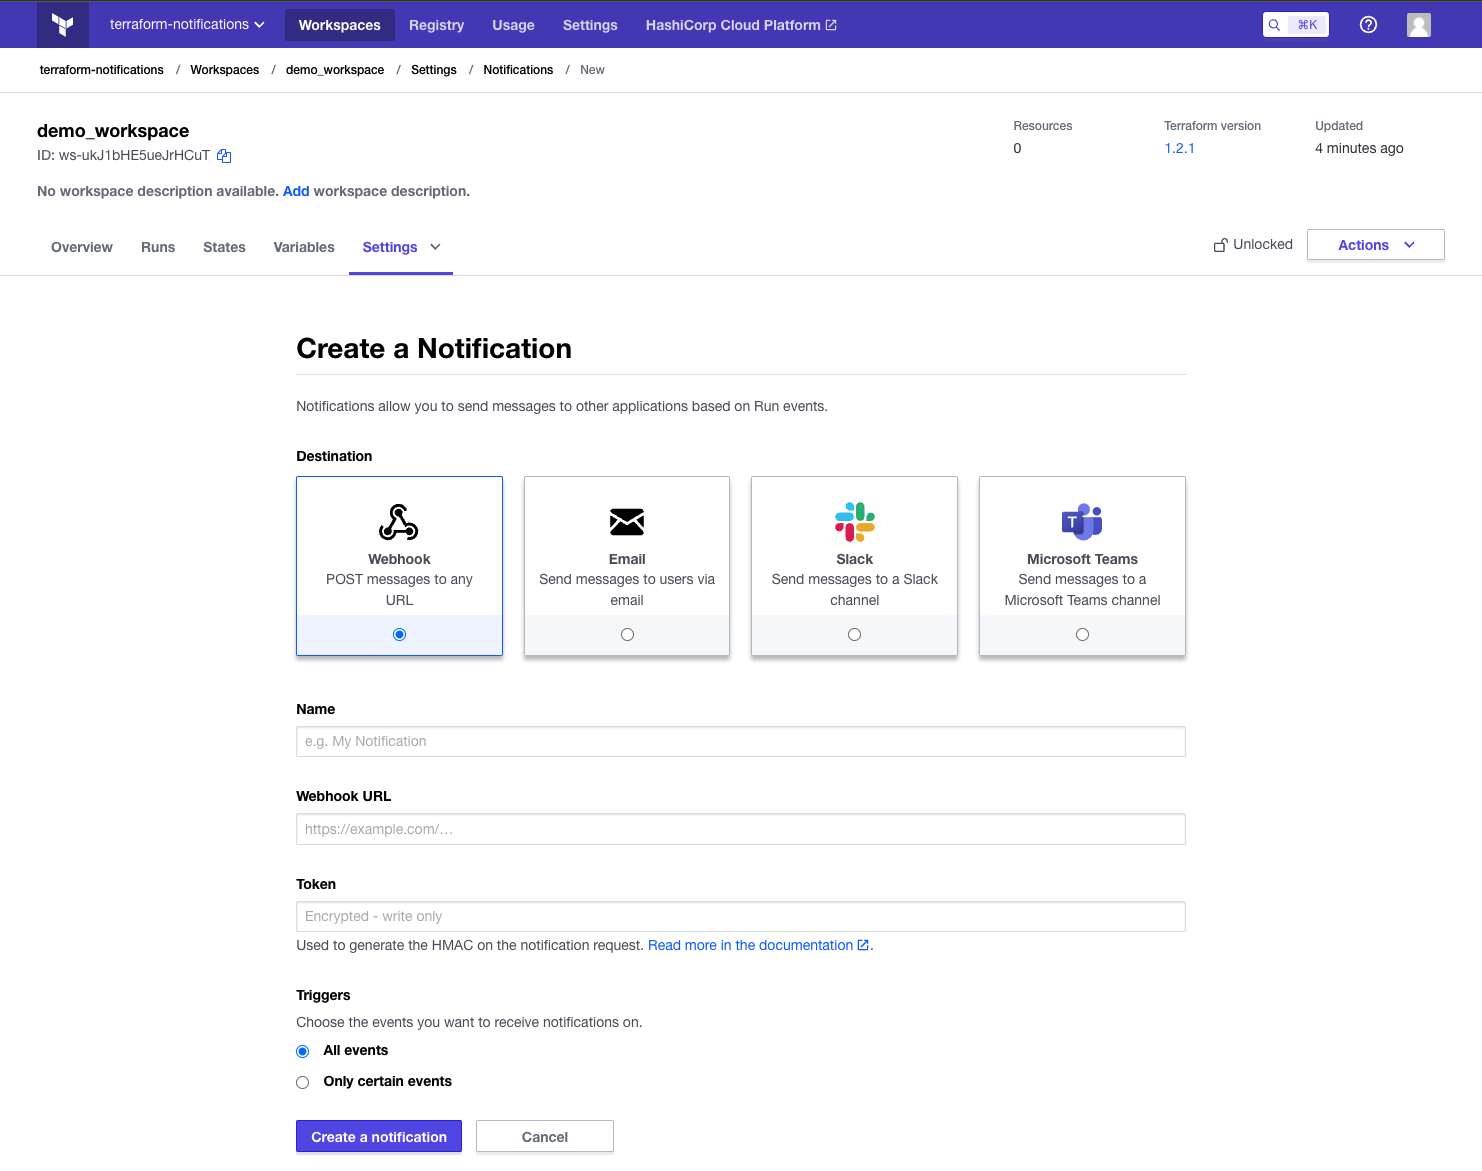 terraform-notifications Workspaces Registry Usage Settings HashiCorp Cloud Platform ⌘K
terraform-notifications / Workspaces / demo_workspace / Settings / Notifications / New
demo_workspace
ID: ws-ukJ1bHE5ueJrHCuT
No workspace description available. Add workspace description.
Resources
0
Terraform version
1.2.1
Updated
4 minutes ago
Overview Runs States Variables Settings
Unlocked Actions
Create a Notification
Notifications allow you to send messages to other applications based on Run events.
Destination
Webhook
POST messages to any
URL
Email
Send messages to users via
email
Slack
Send messages to a Slack
channel
T
Microsoft Teams
Send messages to a
Microsoft Teams channel
Name
e.g. My Notification
Webhook URL
https://example.com/…
Token
Encrypted - write only
Used to generate the HMAC on the notification request. Read more in the documentation.
Triggers
Choose the events you want to receive notifications on.
All events
Only certain events
Create a notification Cancel